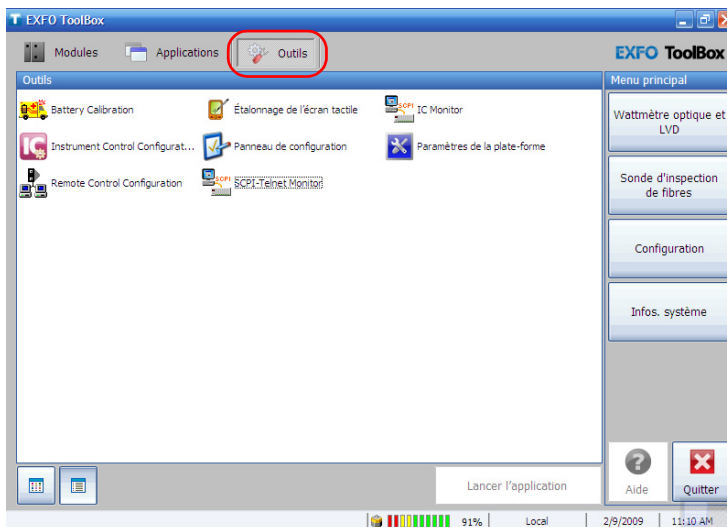 EXFO ToolBox
Modules Applications Outils EXFO ToolBox
Outils
Menu principal
Battery Calibration Étalonnage de l'écran tactile SCPI IC Monitor
IC Instrument Control Configurat... Panneau de configuration Paramètres de la plate-forme
Remote Control Configuration SCPI SCPI-Telnet Monitor
Wattmètre optique et
LVD
Sonde d'inspection
de fibres
Configuration
Infos. système
Lancer l'application
Aide Quitter
91% Local 2/9/2009 11:10 AM